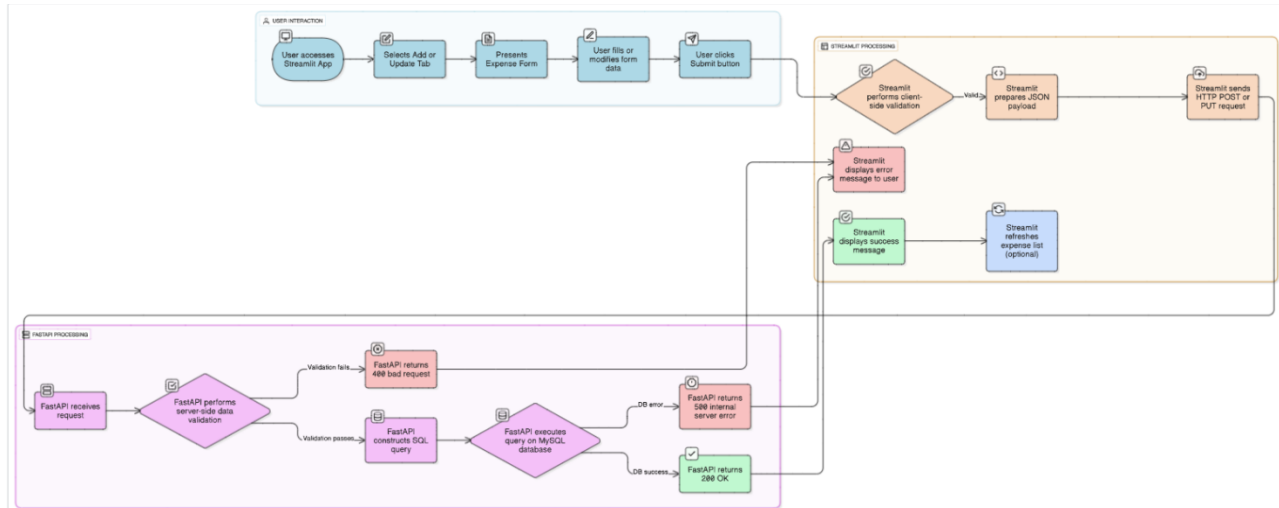 USER INTERACTION
User accesses
Streamlit App
Selects Add or
Update Tab
Presents
Expense Form
User fills or
modifies form
data
User clicks
Submit button
STREAMLIT PROCESSING
Streamlit
performs client-
side validation
Valid
Streamlit
prepares JSON
payload
Streamlit sends
HTTP POST or
PUT request
Streamlit
displays error
message to user
Streamlit
displays success
message
Streamlit
refreshes
expense list
(optional)
FASTAPI PROCESSING
FastAPI receives
request
FastAPI performs
server-side data
validation
Validation fails
FastAPI returns
400 bad request
Validation passes
FastAPI
constructs SQL
query
FastAPI executes
query on MySQL
database
DB error
FastAPI returns
500 internal
server error
DB success
FastAPI returns
200 OK